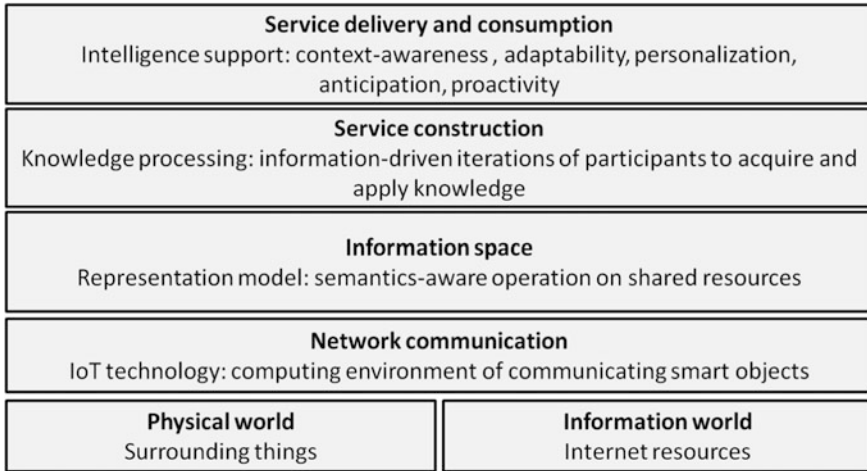 Service delivery and consumption
Intelligence support: context-awareness , adaptability, personalization,
anticipation, proactivity
Service construction
Knowledge processing: information-driven iterations of participants to acquire and
apply knowledge
Information space
Representation model: semantics-aware operation on shared resources
Network communication
IoT technology: computing environment of communicating smart objects
Physical world
Surrounding things
Information world
Internet resources